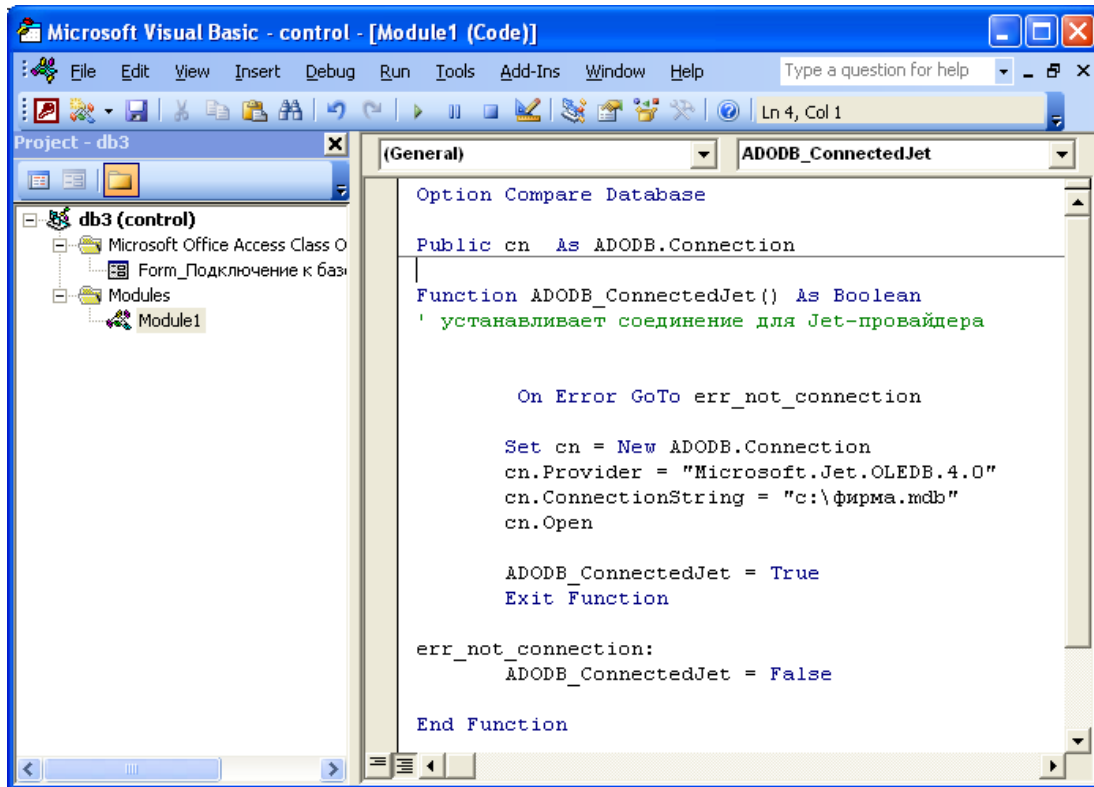 Microsoft Visual Basic - control - [Module1 (Code)]
File Edit View Insert Debug Run Tools Add-Ins Window Help Type a question for help
Ln 4, Col 1
Project - db3
db3 (control)
Microsoft Office Access Class O
Form_Подключение к базе
Modules
Module1
(General) ADODB_ConnectedJet
Option Compare Database
Public cn As ADODB.Connection
Function ADODB_ConnectedJet() As Boolean
' устанавливает соединение для Jet-провайдера
On Error GoTo err_not_connection
Set cn = New ADODB.Connection
cn.Provider = "Microsoft.Jet.OLEDB.4.0"
cn.ConnectionString = "c:\фирма.mdb"
cn.Open
ADODB_ConnectedJet = True
Exit Function
err_not_connection:
ADODB_ConnectedJet = False
End Function